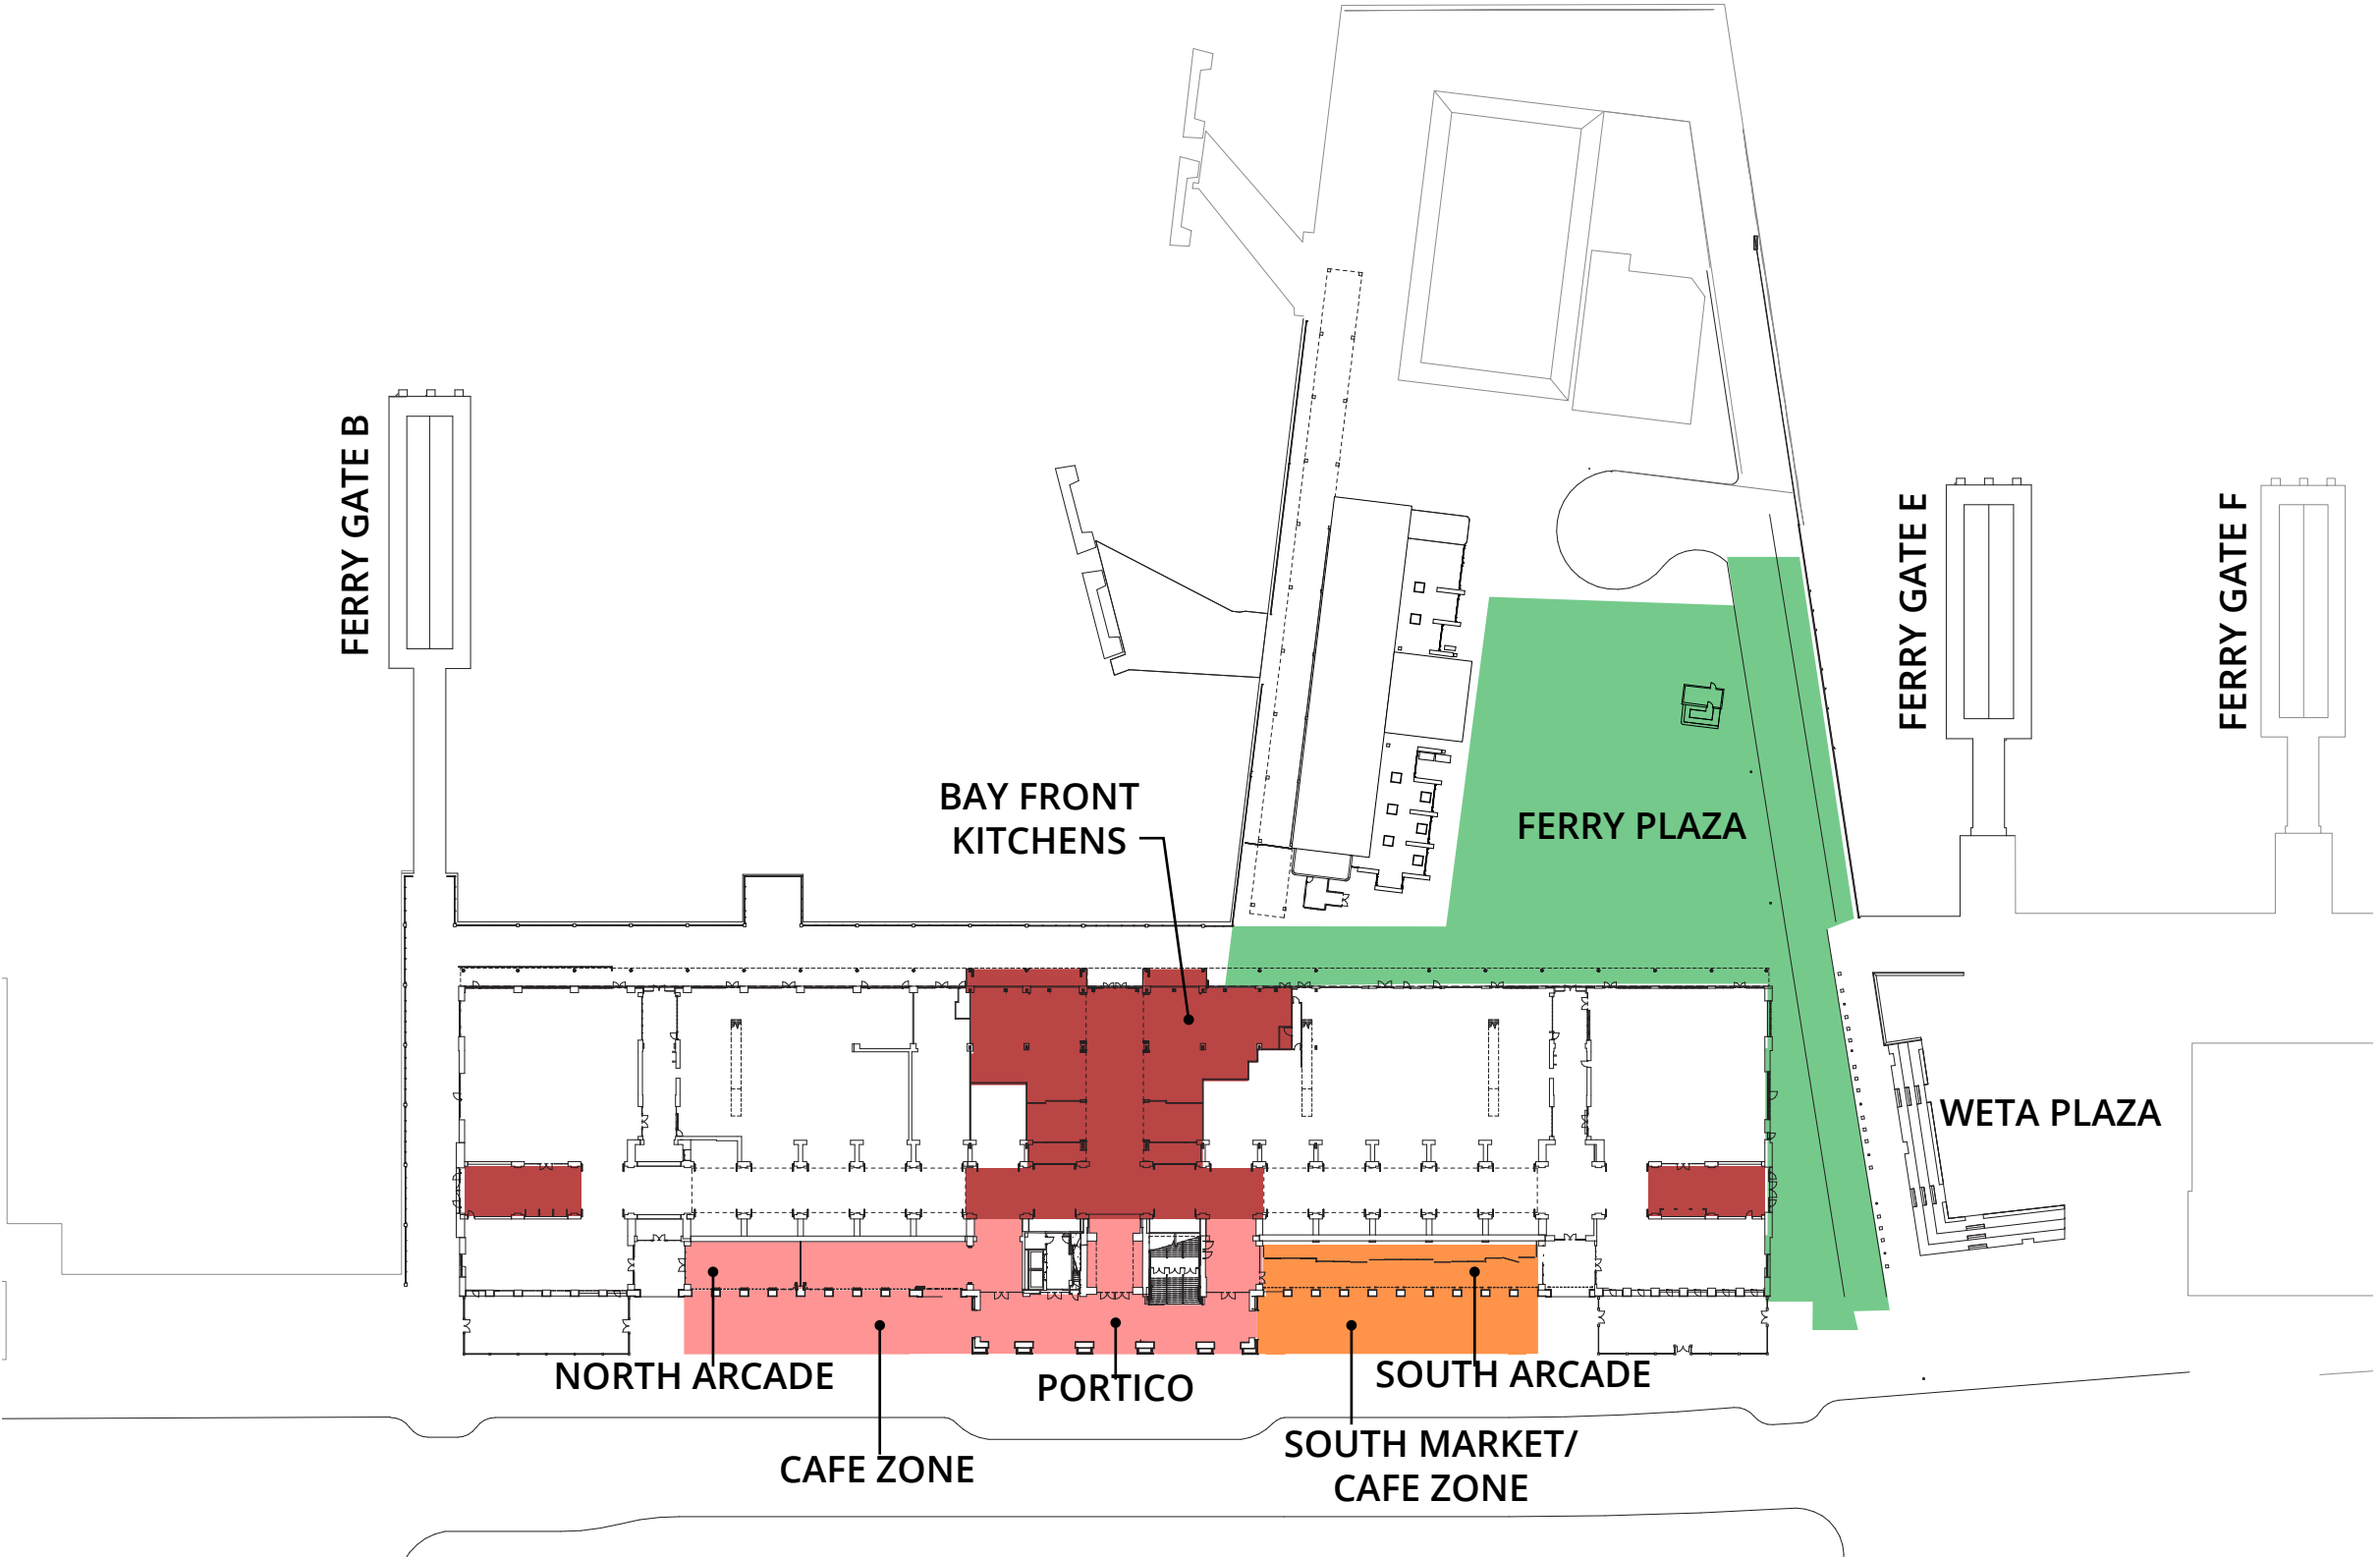 FERRY GATE B
FERRY GATE E
FERRY GATE F
BAY FRONT
KITCHENS
FERRY PLAZA
WETA PLAZA
NORTH ARCADE
PORTICO
SOUTH ARCADE
CAFE ZONE
SOUTH MARKET/
CAFE ZONE